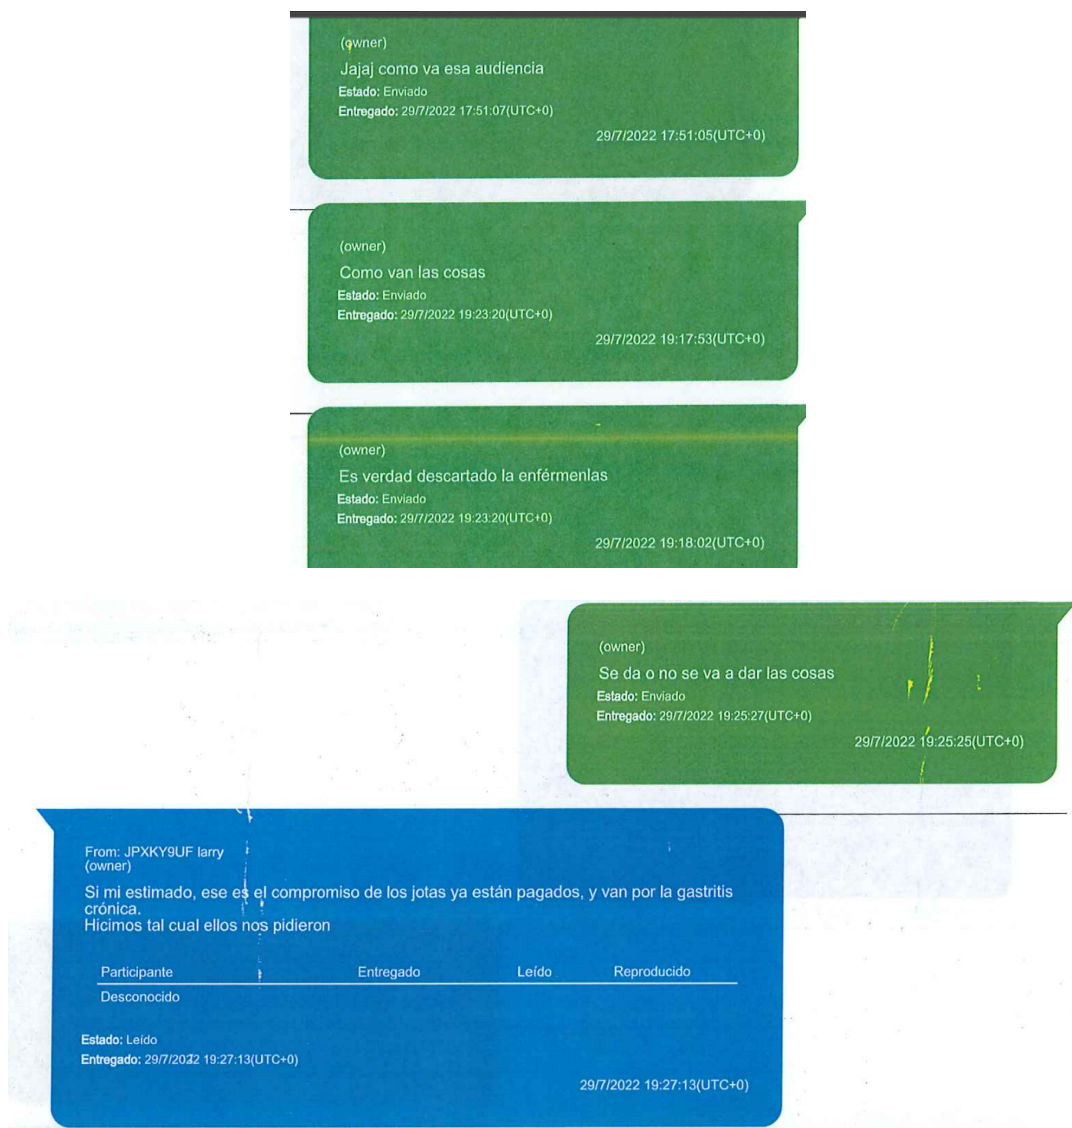 (owner)
Jajaj como va esa audiencia
Estado: Enviado
Entregado: 29/7/2022 17:51:07(UTC+0)
29/7/2022 17:51:05(UTC+0)
(owner)
Como van las cosas
Estado: Enviado
Entregado: 29/7/2022 19:23:20(UTC+0)
29/7/2022 19:17:53(UTC+0)
(owner)
Es verdad descartado la enférmenlas
Estado: Enviado
Entregado: 29/7/2022 19:23:20(UTC+0)
29/7/2022 19:18:02(UTC+0)
(owner)
Se da o no se va a dar las cosas
Estado: Enviado
Entregado: 29/7/2022 19:25:27(UTC+0)
29/7/2022 19:25:25(UTC+0)
From: JPXKY9UF larry
(owner)
Si mi estimado, ese es el compromiso de los jotas ya están pagados, y van por la gastritis
crónica.
Hicimos tal cual ellos nos pidieron
Participante Entregado Leído Reproducido
Desconocido
Estado: Leído
Entregado: 29/7/2022 19:27:13(UTC+0)
29/7/2022 19:27:13(UTC+0)